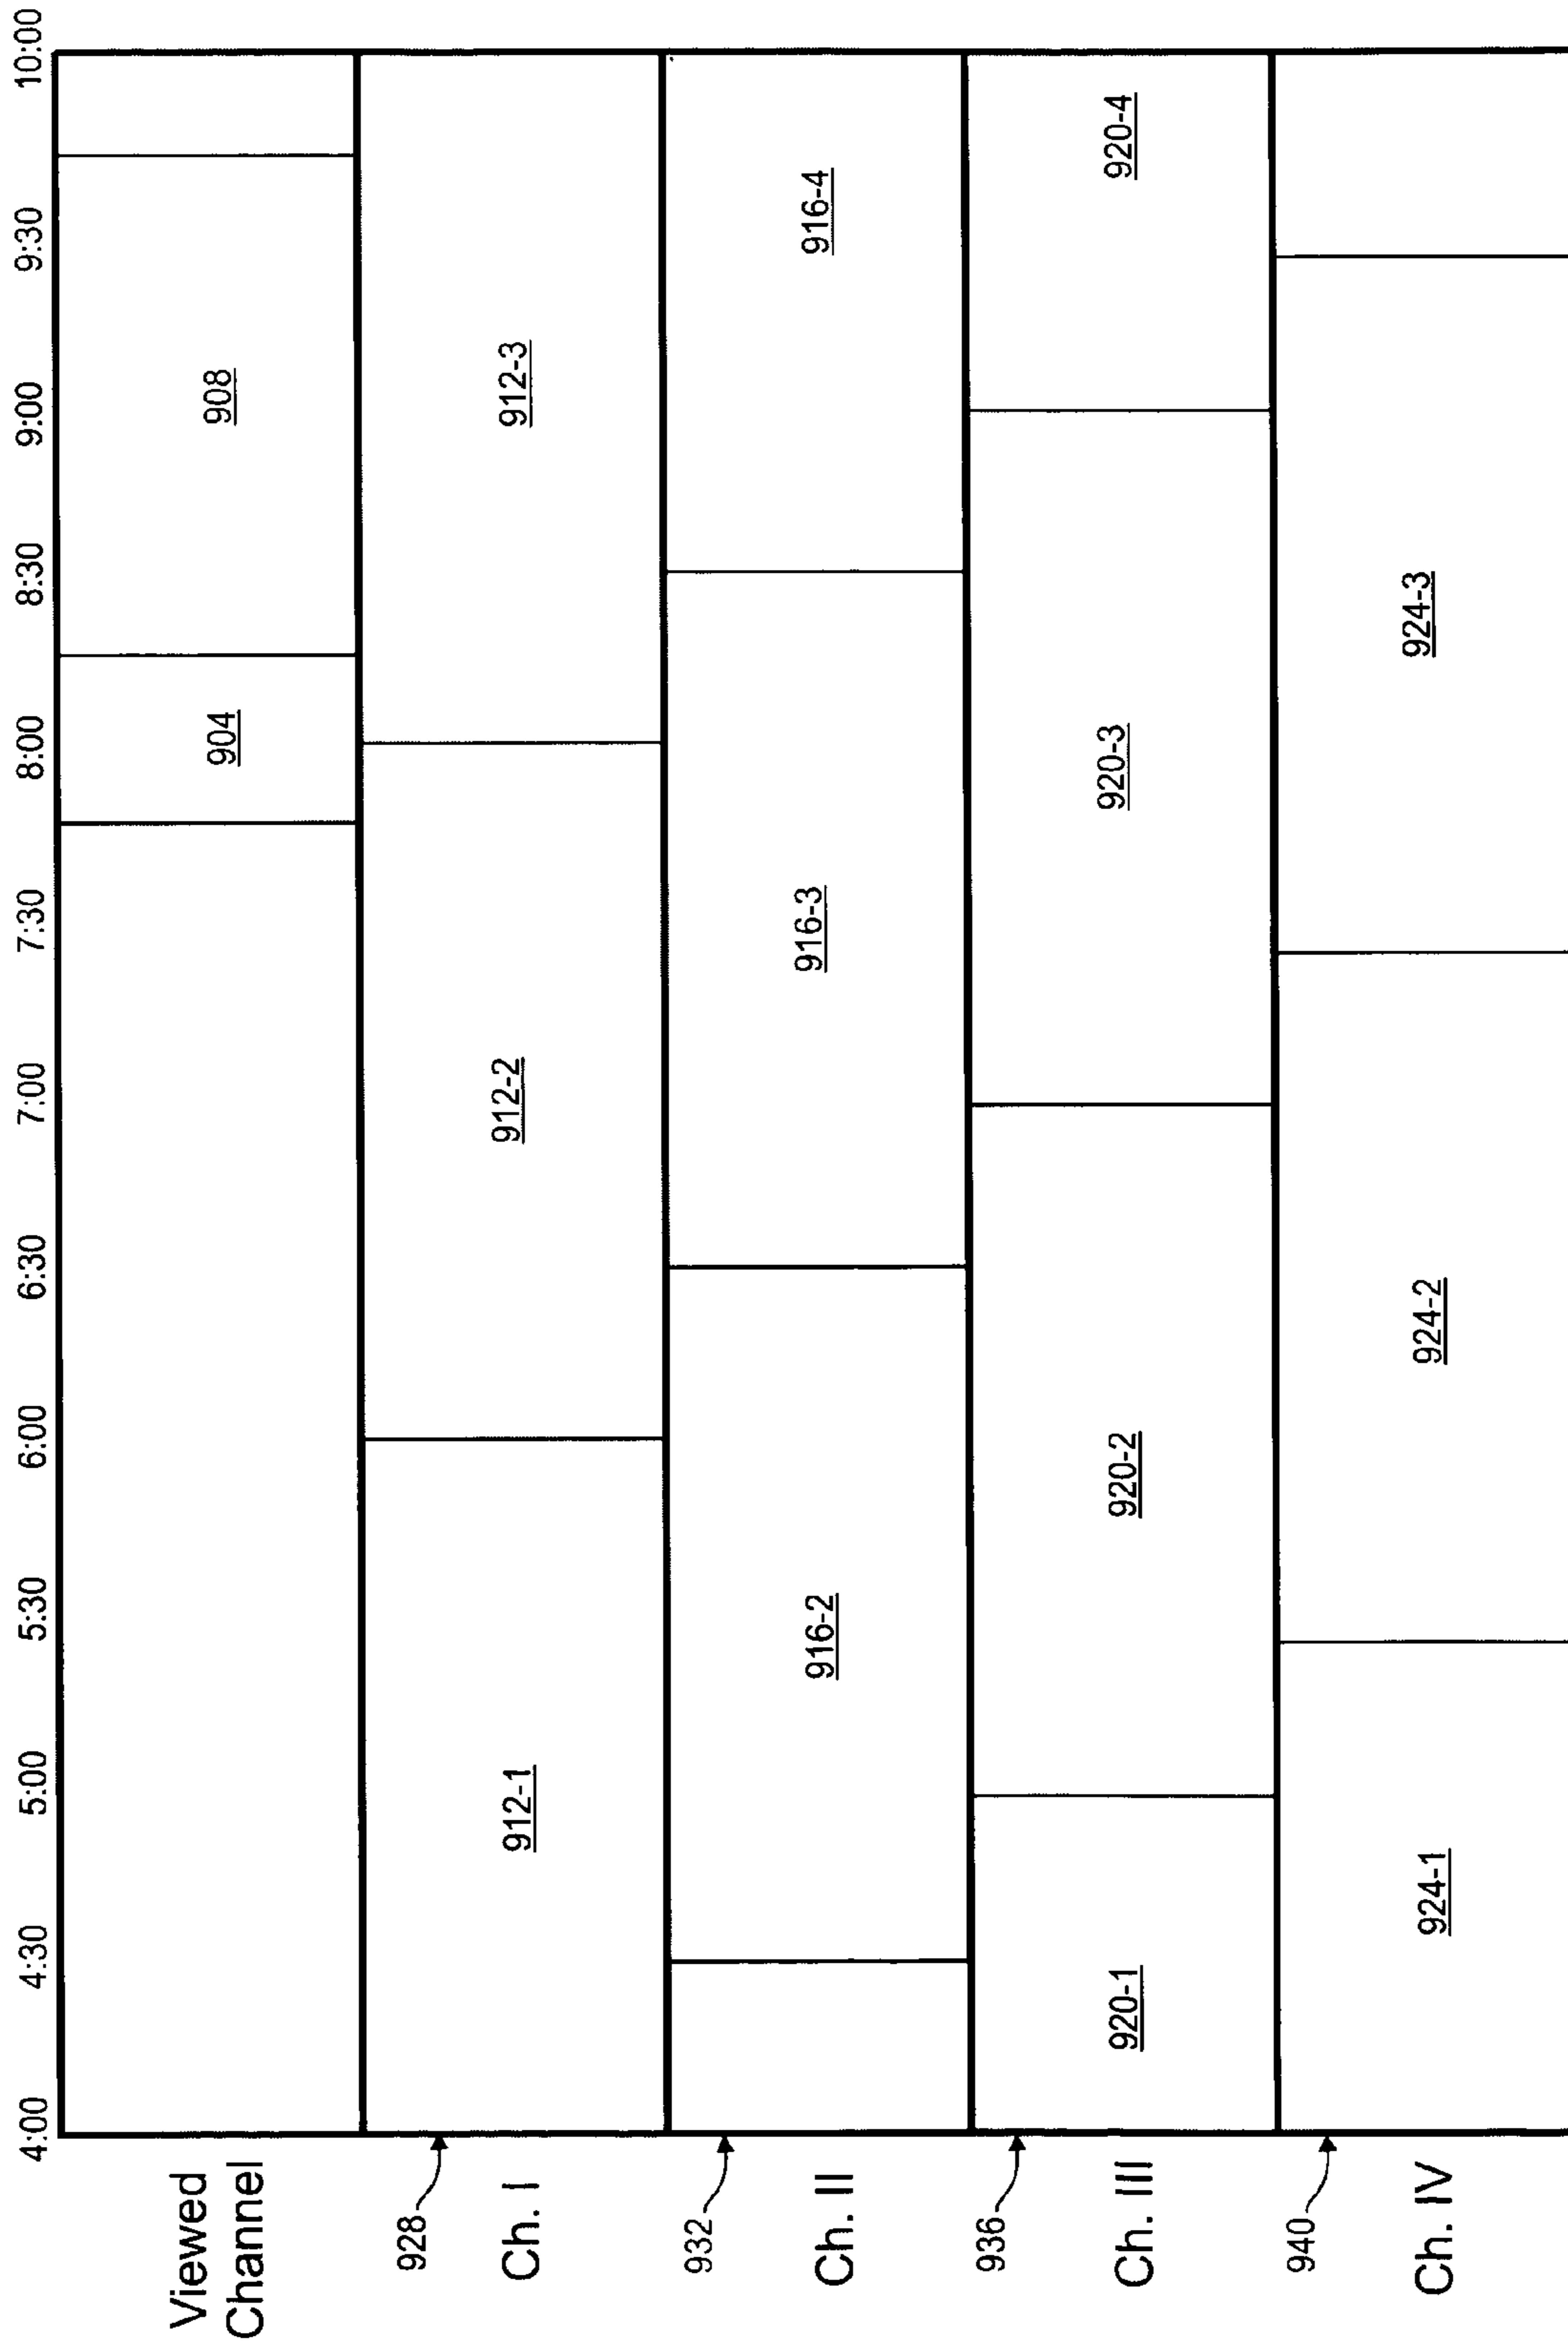 4:00 4:30 5:00 5:30 6:00 6:30 7:00 7:30 8:00 8:30 9:00 9:30 10:00
Viewed
Channel
904 908
928
Ch. I
912-1 912-2 912-3
932
Ch. II
916-2 916-3 916-4
936
Ch. III
920-1 920-2 920-3 920-4
940
Ch. IV
924-1 924-2 924-3